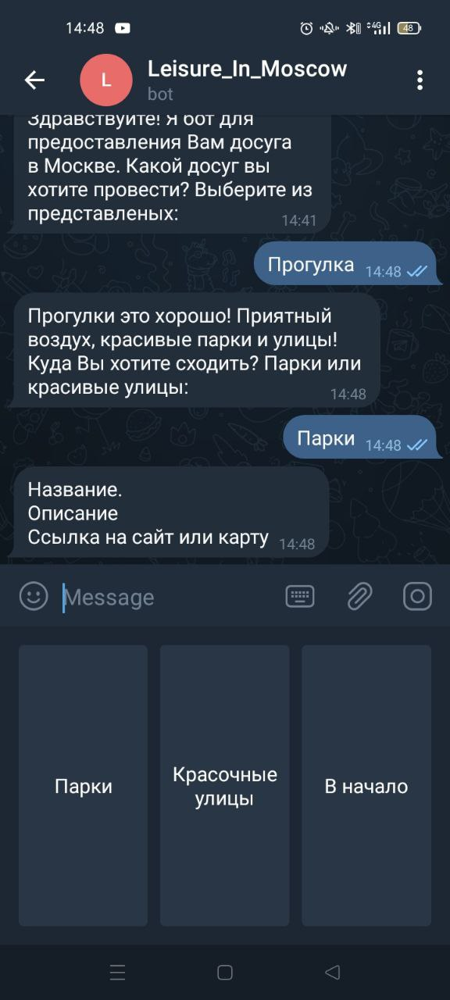 14:48
4G
48
L
Leisure_In_Moscow
bot
Здравствуйте! Я бот для
предоставления Вам досуга
в Москве. Какой досуг вы
хотите провести? Выберите из
представленых:
14:41
Прогулка
14:48
Прогулки это хорошо! Приятный
воздух, красивые парки и улицы!
Куда Вы хотите сходить? Парки или
красивые улицы:
14:48
Парки
14:48
Название.
Описание
Ссылка на сайт или карту
14:48
Message
Парки
Красочные
улицы
В начало